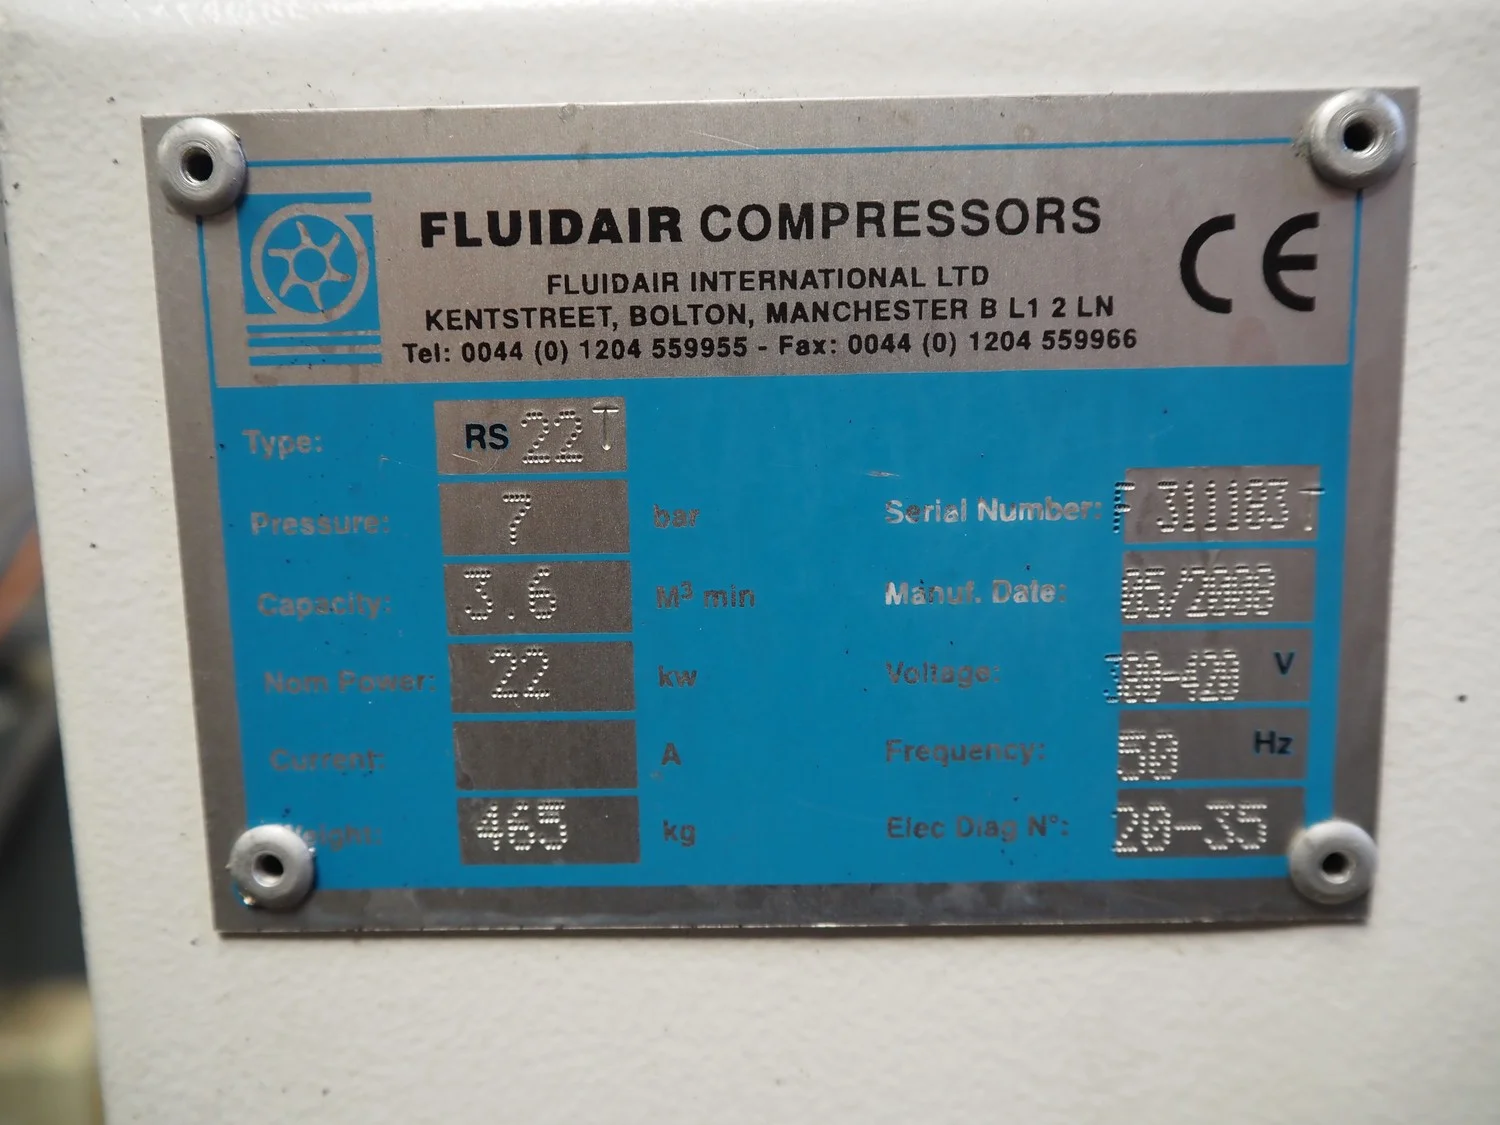 FLUIDAIR COMPRESSORS
CE
FLUIDAIR INTERNATIONAL LTD
KENTSTREET, BOLTON, MANCHESTER B L1 2 LN
Tel: 0044 (0) 1204 559955 - Fax: 0044 (0) 1204 559966
Type: RS 22T
Pressure: 7 bar
Serial Number: F 311183 T
Capacity: 3.6 M³ min
Manuf. Date: 05/2008
Nom Power: 22 kw
Voltage: 380-420 V
Current: A
Frequency: 50 Hz
Weight: 465 kg
Elec Diag N°: 20-35